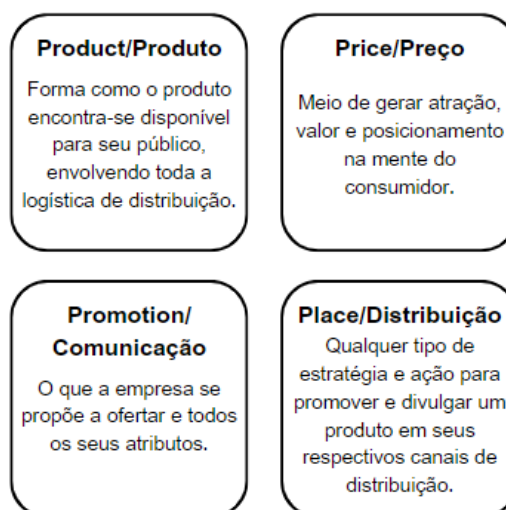 Product/Produto
Forma como o produto
encontra-se disponível
para seu público,
envolvendo toda a
logística de distribuição.
Price/Preço
Meio de gerar atração,
valor e posicionamento
na mente do
consumidor.
Promotion/
Comunicação
O que a empresa se
propõe a ofertar e todos
os seus atributos.
Place/Distribuição
Qualquer tipo de
estratégia e ação para
promover e divulgar um
produto em seus
respectivos canais de
distribuição.